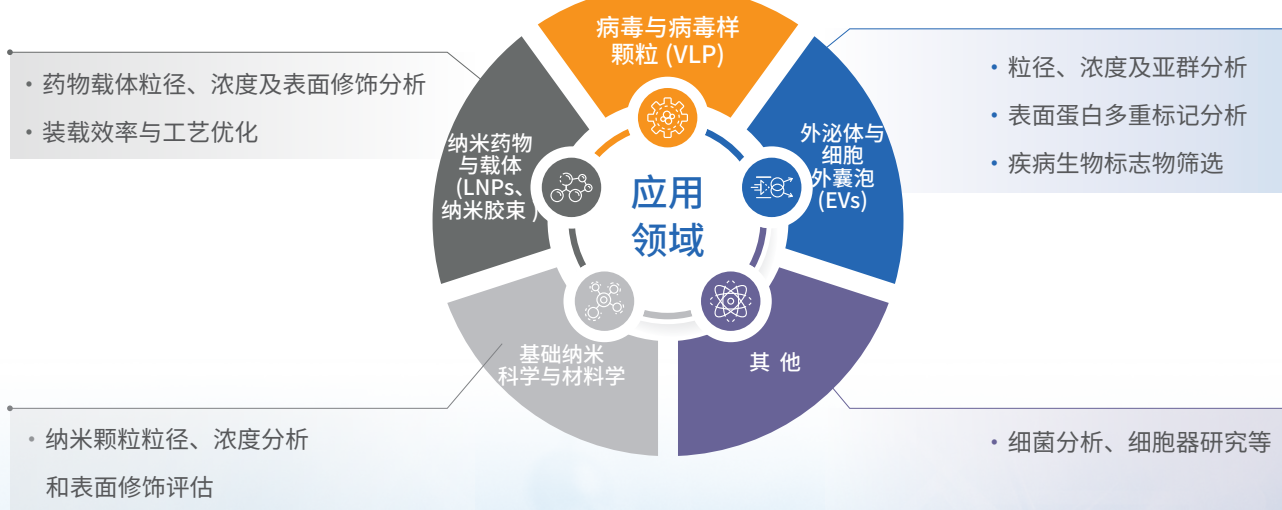 病毒与病毒样
颗粒 (VLP)
• 药物载体粒径、浓度及表面修饰分析
• 装载效率与工艺优化
纳米药物
与载体
(LNPs、
纳米胶束 )
应用
领域
外泌体与
细胞
外囊泡
(EVs)
• 粒径、浓度及亚群分析
• 表面蛋白多重标记分析
• 疾病生物标志物筛选
基础纳米
科学与材料学
其 他
• 纳米颗粒粒径、浓度分析
和表面修饰评估
• 细菌分析、细胞器研究等